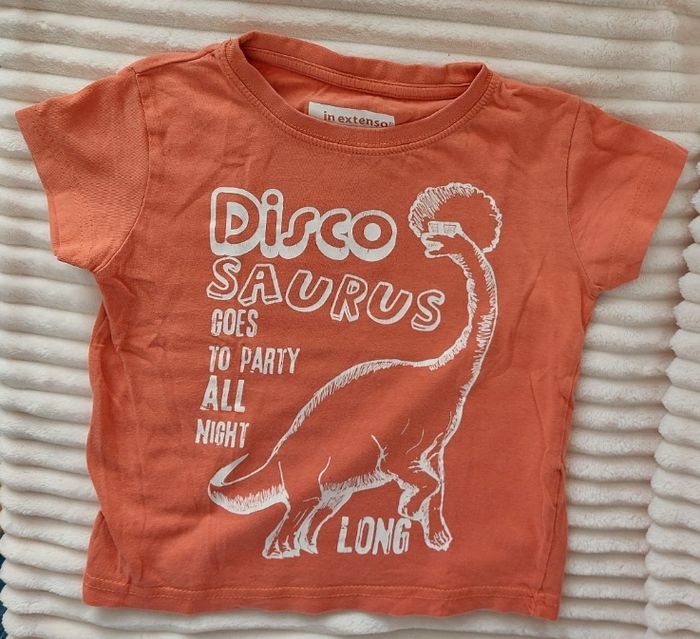 in extenso
Disco
SAURUS
GOES
TO PARTY
ALL
NIGHT
LONG